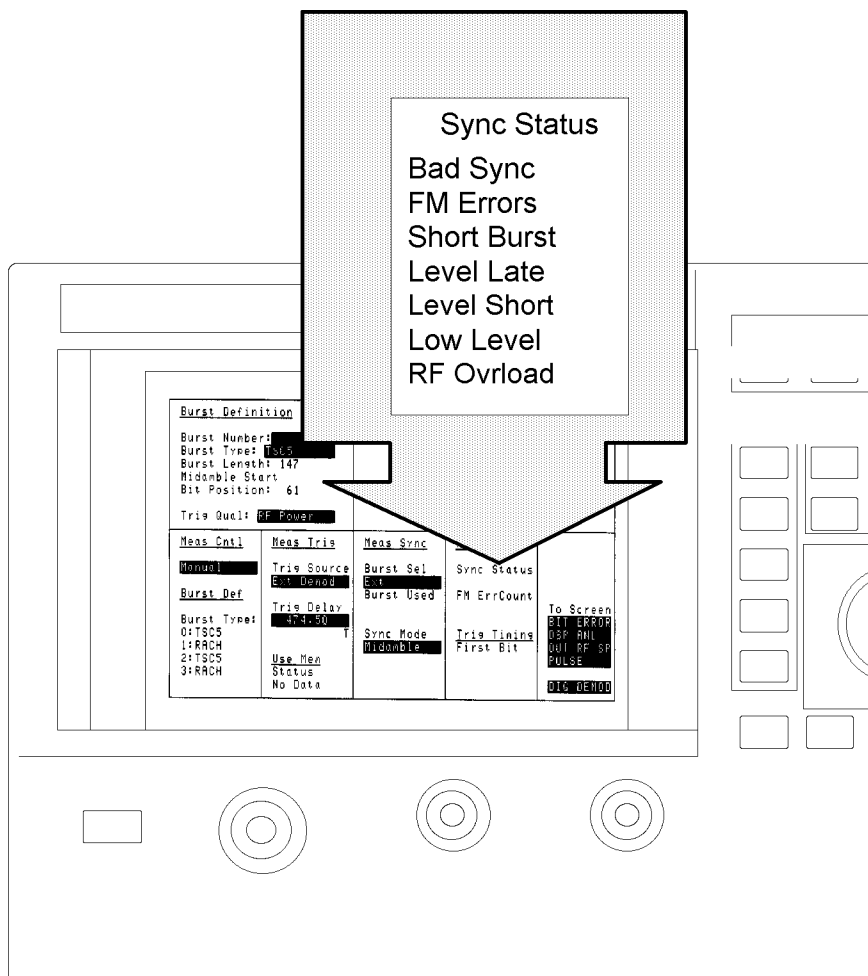 Sync Status
Bad Sync
FM Errors
Short Burst
Level Late
Level Short
Low Level
RF Ovrload
Burst Definition
Burst Number:
Burst Type: TSC5
Burst Length: 147
Midamble Start
Bit Position: 61
Trig Qual: RF Power
Meas Cntl
Manual
Burst Def
Burst Type:
0:TSC5
1:RACH
2:TSC5
3:RACH
Meas Trig
Trig Source
Ext Demod
Trig Delay
474.50
T
Use Mem
Status
No Data
Meas Sync
Burst Sel
Ext
Burst Used
Sync Mode
Midamble
Sync Status
FM ErrCount
Trig Timing
First Bit
To Screen
BIT ERROR
DSP ANL
OUT RF SP
PULSE
DIG DEMOD